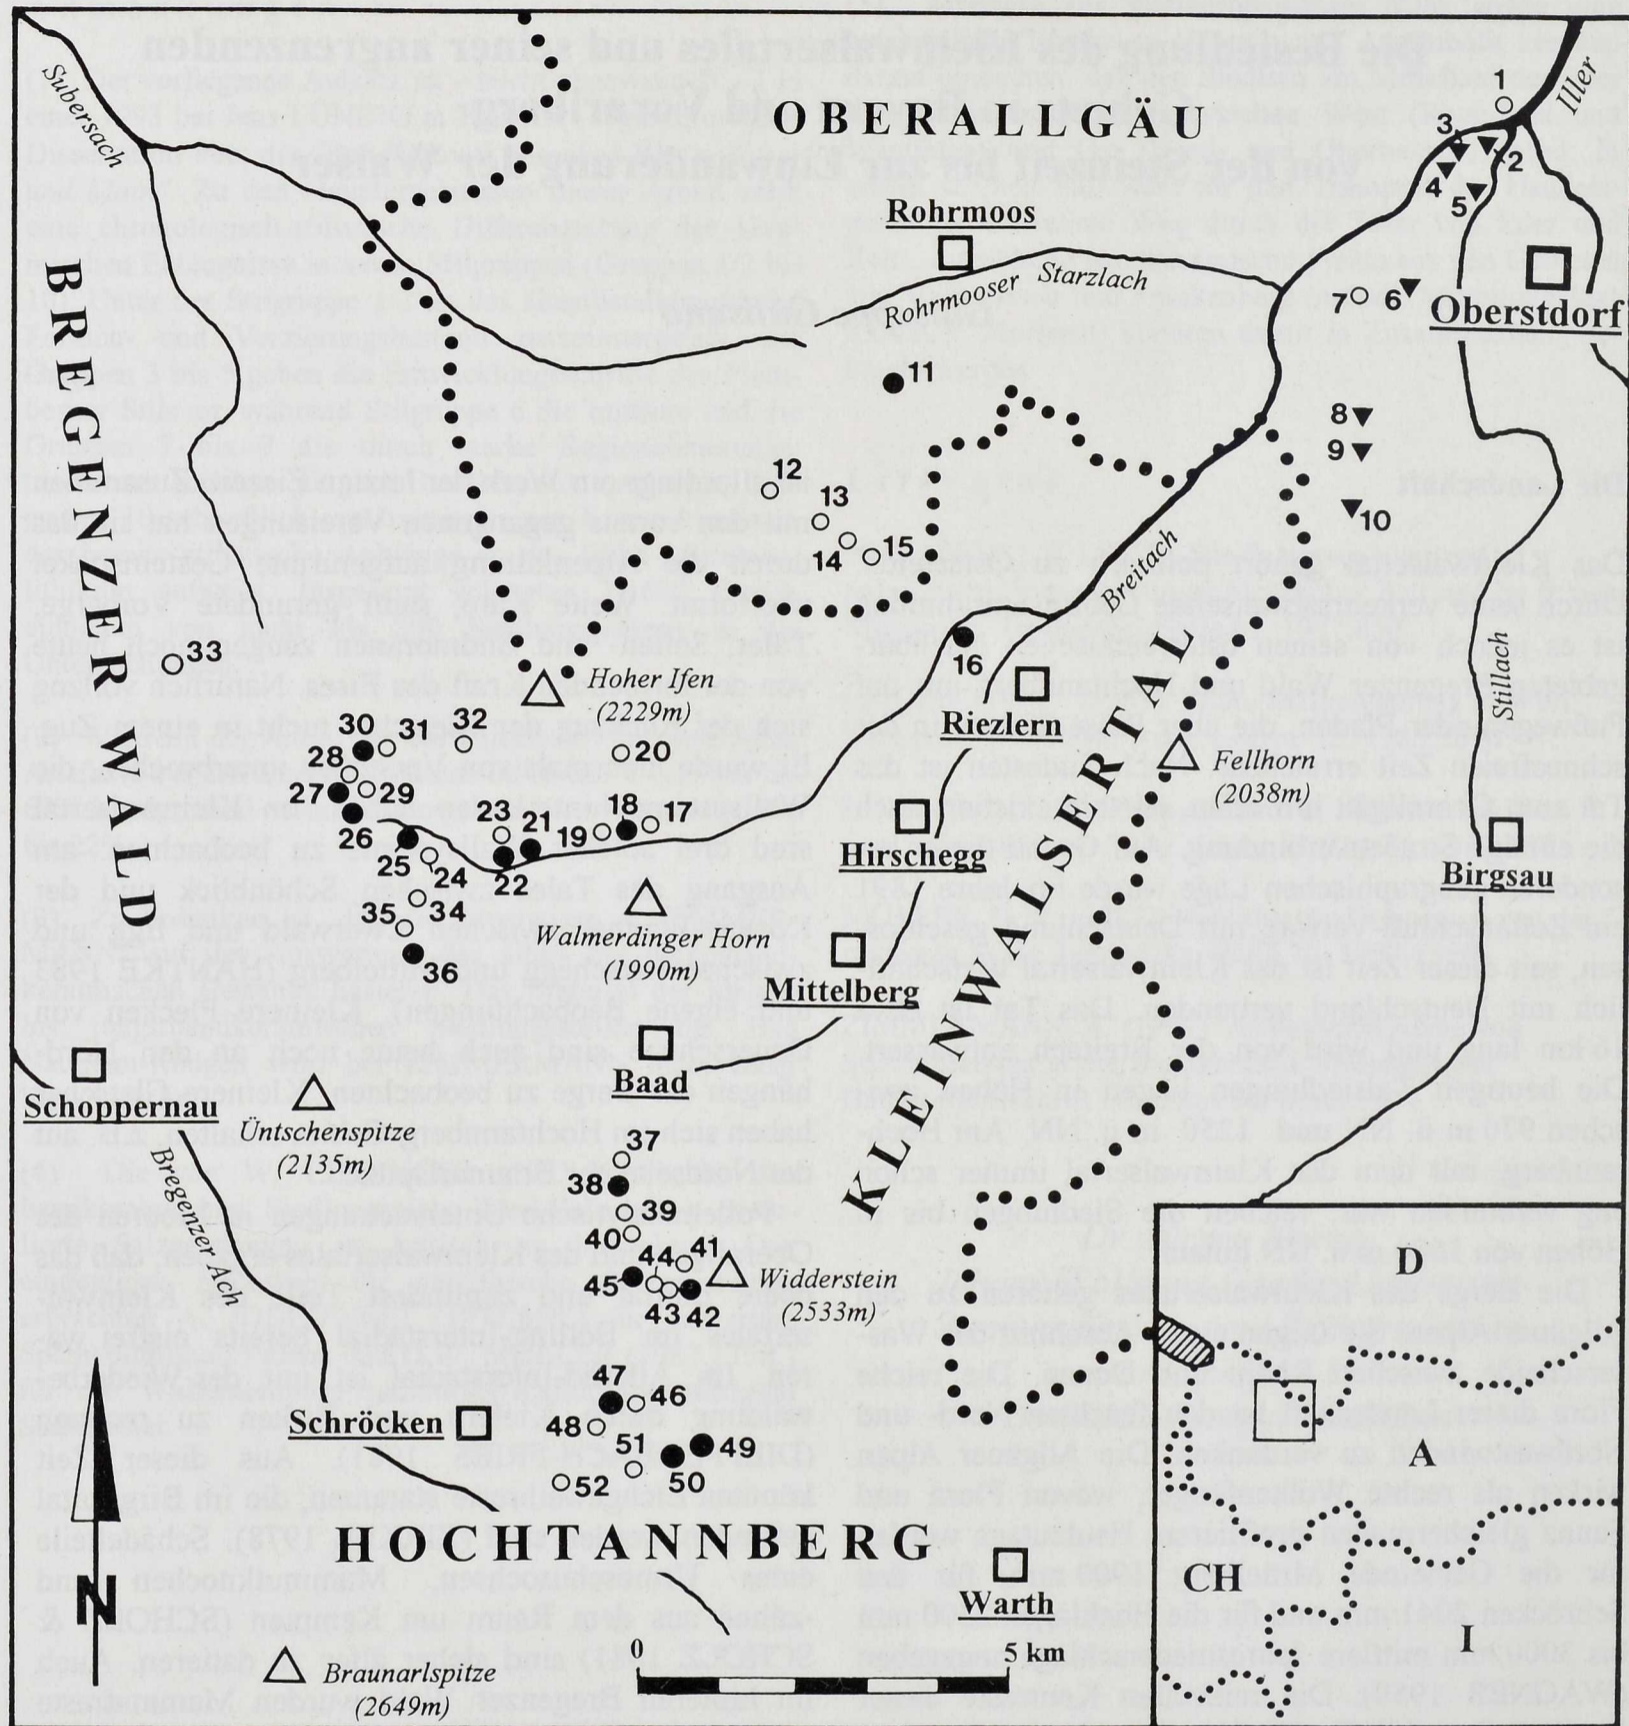 Subersach
OBERALLGÄU
Iller
1
2
3
4
5
Rohrmoos
Rohrmooser Starzlach
7
6
Oberstdorf
BREGENZER WALD
11
8
9
10
12
13
14
15
Breitach
16
33
Hoher Ifen
(2229m)
Riezlern
Stillach
Fellhorn
(2038m)
30
31
32
28
20
27
29
26
23
21
19
18
17
25
24
22
Hirschegg
Birgsau
34
35
36
Walmerdinger Horn
(1990m)
Mittelberg
KLEINWALSERTAL
Baad
Schoppernau
Üntschenspitze
(2135m)
Bregenzer Ach
37
38
39
40
44
41
45
43
42
Widderstein
(2533m)
D
A
CH
I
47
46
48
51
49
50
52
Schröcken
HOCHTANNBERG
Warth
N
Braunarlspitze
(2649m)
0
5 km